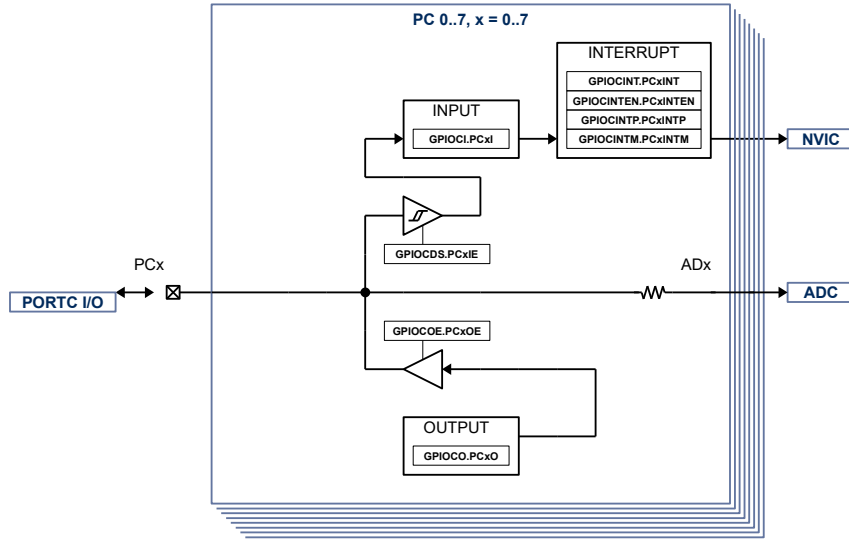 PC 0..7, x = 0..7
INTERRUPT
GPIOCINT.PCxINT
GPIOCINTEN.PCxINTEN
GPIOCINTP.PCxINTP
GPIOCINTM.PCxINTM
INPUT
GPIOCI.PCxI
NVIC
GPIOCDS.PCxIE
PCx
ADx
PORTC I/O
ADC
GPIOCOE.PCxOE
OUTPUT
GPIOCO.PCxO